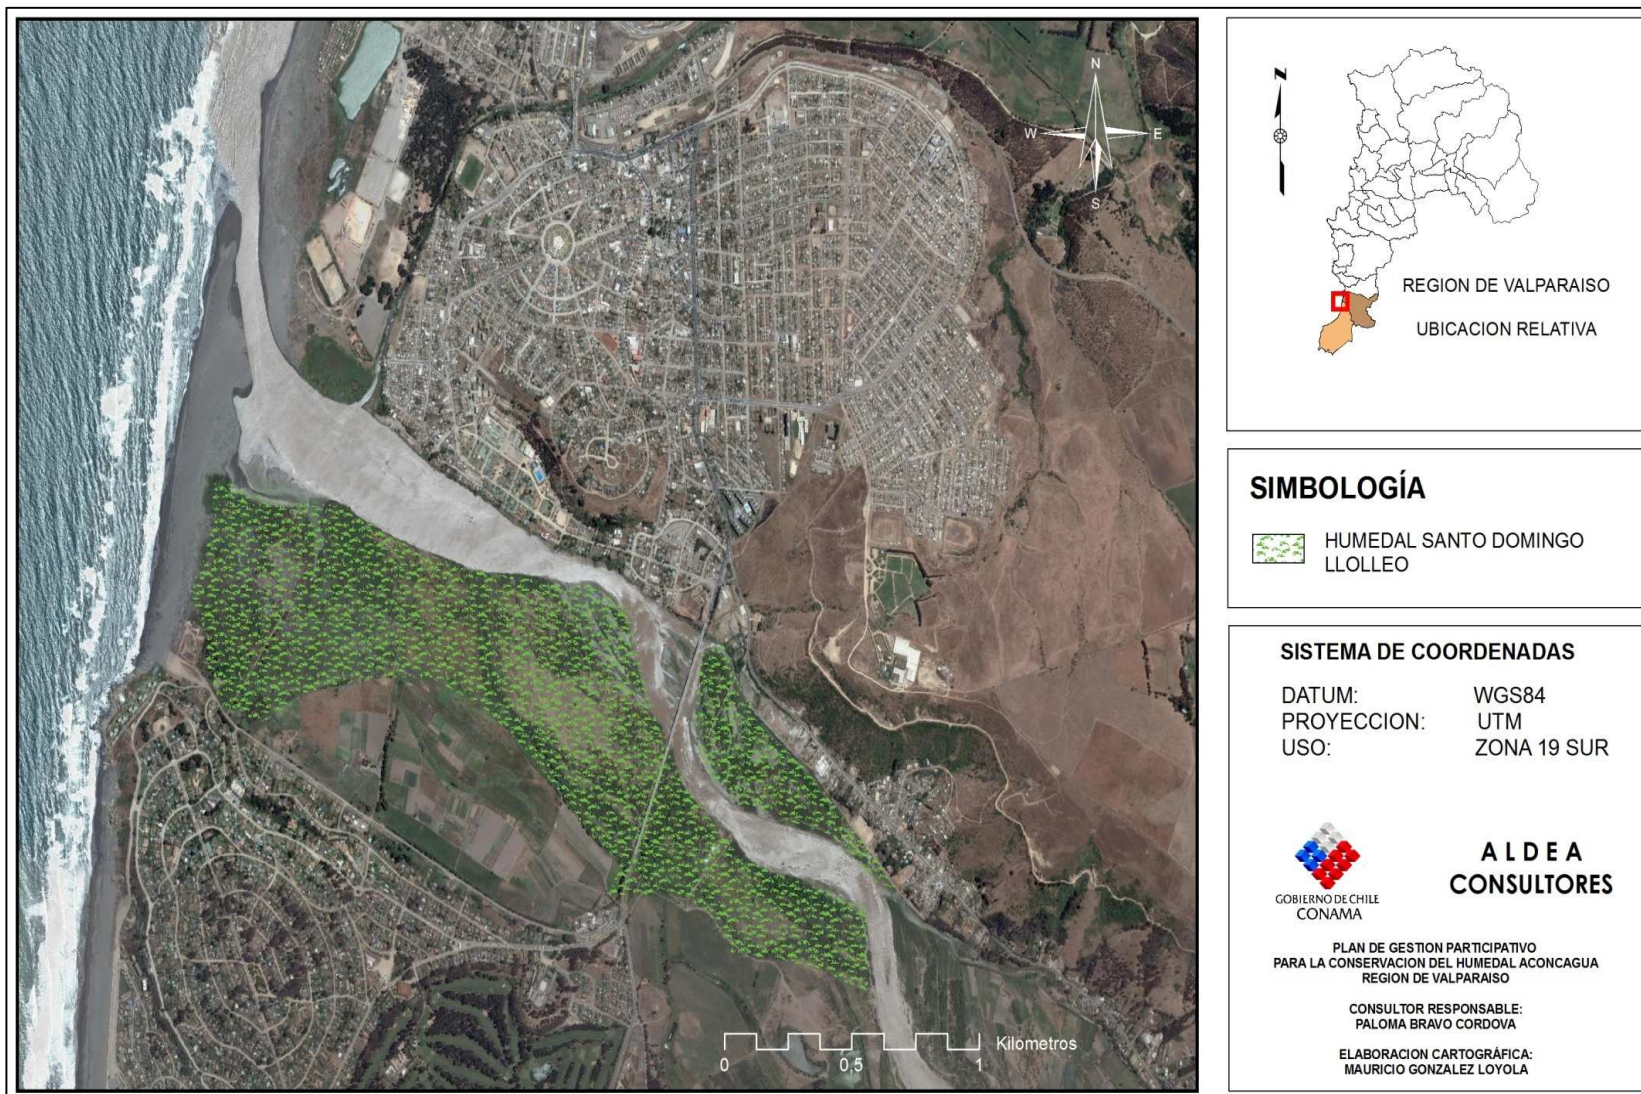 N
W
E
S
Kilometros
0
0,5
1
N
REGION DE VALPARAISO
UBICACION RELATIVA
SIMBOLOGÍA
HUMEDAL SANTO DOMINGO
LLOLLEO
SISTEMA DE COORDENADAS
DATUM: WGS84
PROYECCION: UTM
USO: ZONA 19 SUR
GOBIERNO DE CHILE
CONAMA
ALDEA
CONSULTORES
PLAN DE GESTION PARTICIPATIVO
PARA LA CONSERVACION DEL HUMEDAL ACONCAGUA
REGION DE VALPARAISO
CONSULTOR RESPONSABLE:
PALOMA BRAVO CORDOVA
ELABORACION CARTOGRÁFICA:
MAURICIO GONZALEZ LOYOLA